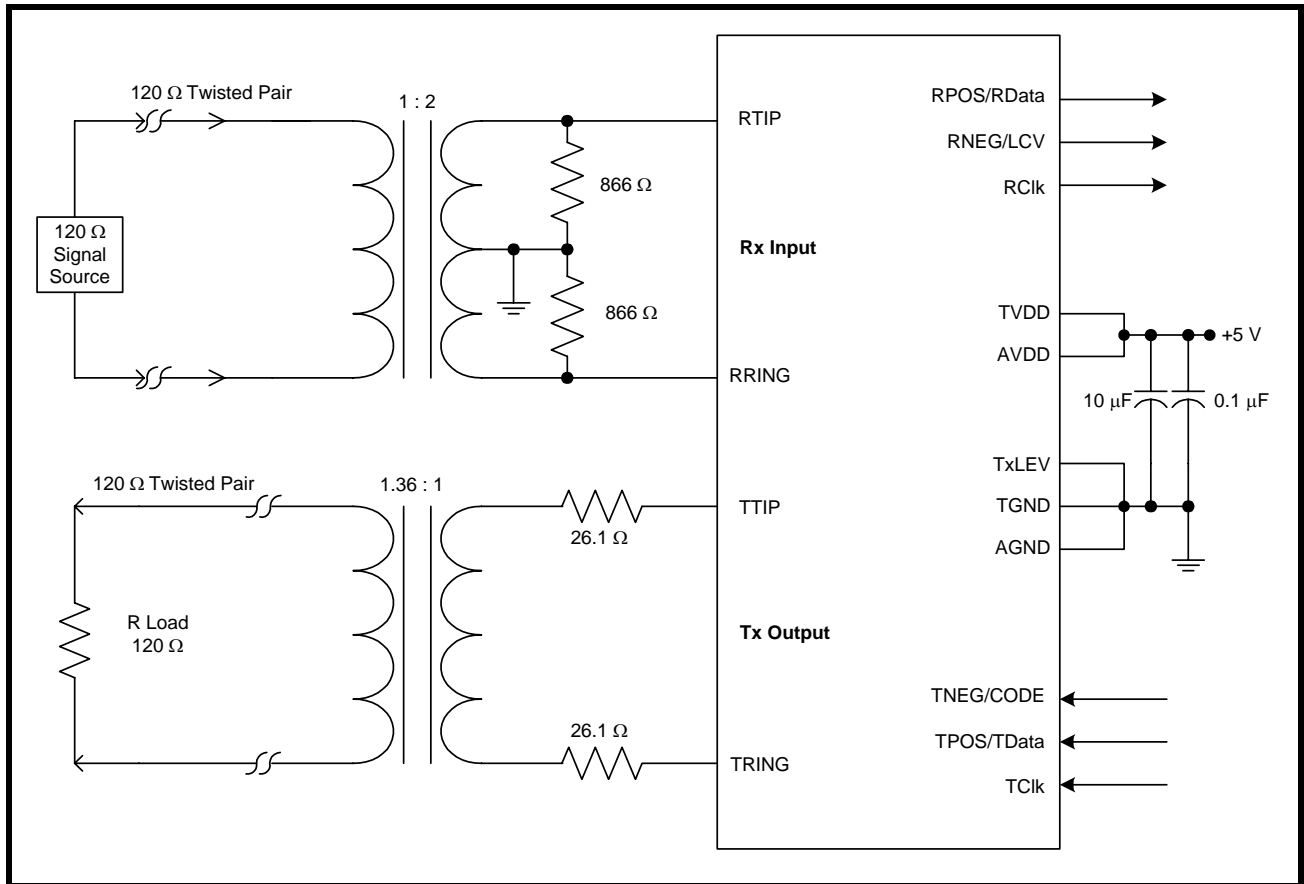 120 Ω Twisted Pair
1 : 2
120 Ω
Signal
Source
866 Ω
866 Ω
RTIP
Rx Input
RRING
RPOS/RData
RNEG/LCV
RClk
TVDD
AVDD
+5 V
10 μF
0.1 μF
TxLEV
TGND
AGND
120 Ω Twisted Pair
1.36 : 1
R Load
120 Ω
26.1 Ω
26.1 Ω
TTIP
Tx Output
TRING
TNEG/CODE
TPOS/TData
TClk